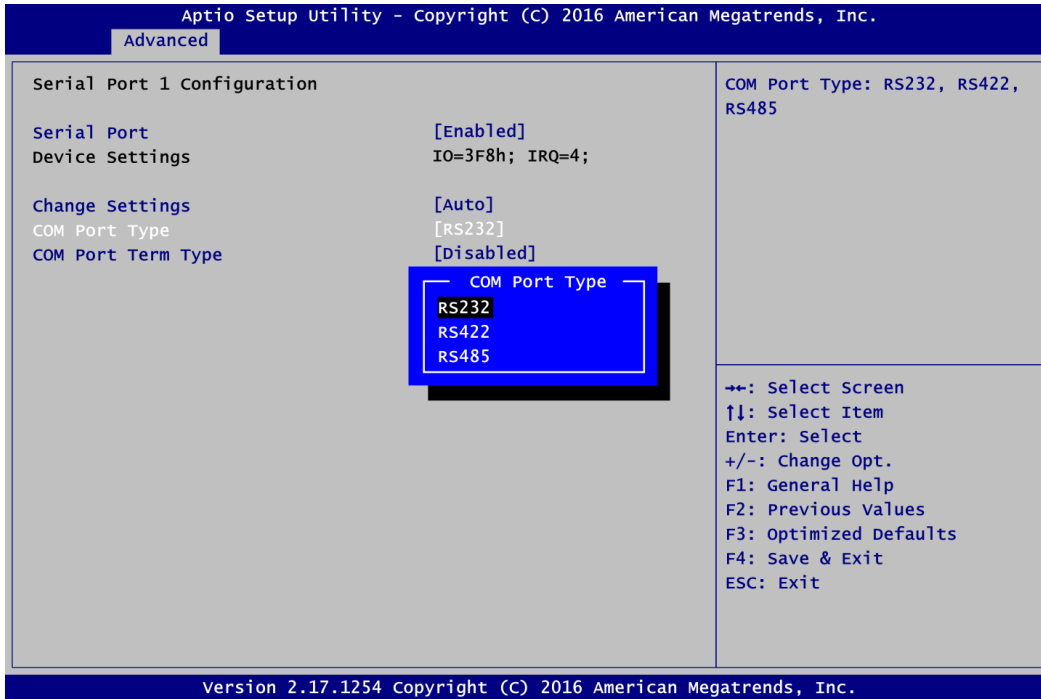 Aptio Setup Utility - Copyright (C) 2016 American Megatrends, Inc.
Advanced
Serial Port 1 Configuration
Serial Port [Enabled]
Device Settings IO=3F8h; IRQ=4;
Change Settings [Auto]
COM Port Type [RS232]
COM Port Term Type [Disabled]
COM Port Type
RS232
RS422
RS485
COM Port Type: RS232, RS422,
RS485
→←: Select Screen
↑↓: Select Item
Enter: Select
+/-: Change Opt.
F1: General Help
F2: Previous Values
F3: Optimized Defaults
F4: Save & Exit
ESC: Exit
Version 2.17.1254 Copyright (C) 2016 American Megatrends, Inc.